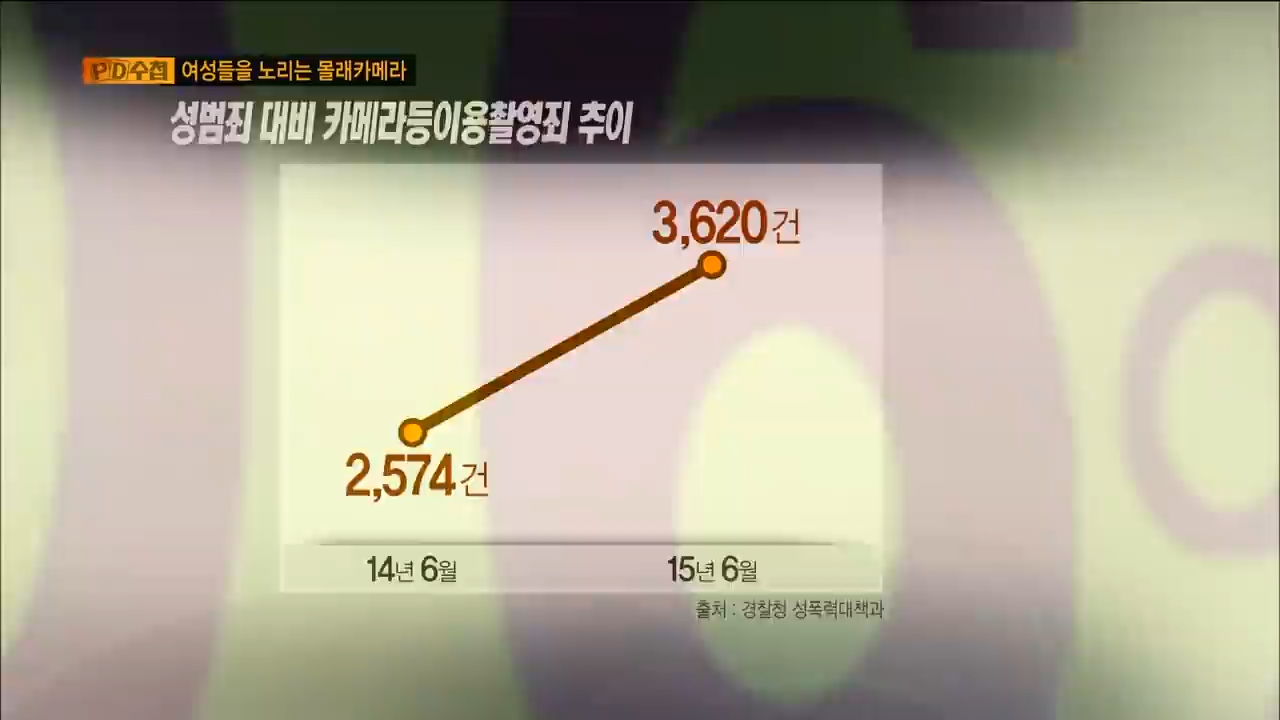 PD수첩 여성들을 노리는 몰래카메라
성범죄 대비 카메라등이용촬영죄 추이
3,620건
2,574건
14년 6월 15년 6월
출처 : 경찰청 성폭력대책과